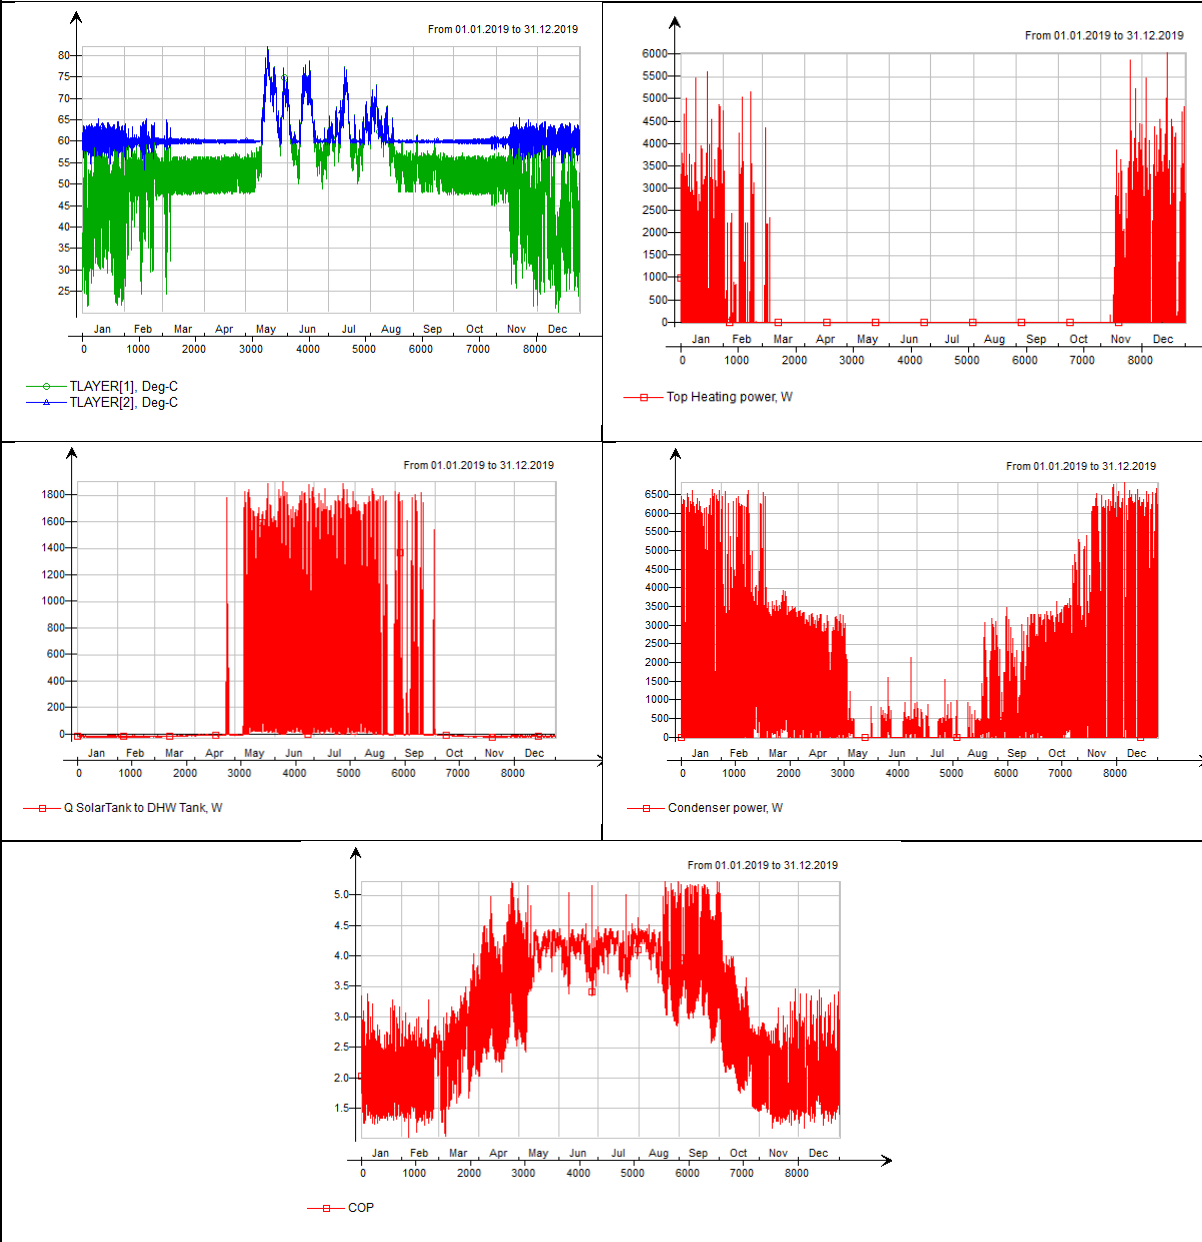 From 01.01.2019 to 31.12.2019
80
75
70
65
60
55
50
45
40
35
30
25
Jan Feb Mar Apr May Jun Jul Aug Sep Oct Nov Dec
0 1000 2000 3000 4000 5000 6000 7000 8000
TLAYER[1], Deg-C
TLAYER[2], Deg-C
From 01.01.2019 to 31.12.2019
6000
5500
5000
4500
4000
3500
3000
2500
2000
1500
1000
500
0
Jan Feb Mar Apr May Jun Jul Aug Sep Oct Nov Dec
0 1000 2000 3000 4000 5000 6000 7000 8000
Top Heating power, W
From 01.01.2019 to 31.12.2019
1800
1600
1400
1200
1000
800
600
400
200
0
Jan Feb Mar Apr May Jun Jul Aug Sep Oct Nov Dec
0 1000 2000 3000 4000 5000 6000 7000 8000
Q SolarTank to DHW Tank, W
From 01.01.2019 to 31.12.2019
6500
6000
5500
5000
4500
4000
3500
3000
2500
2000
1500
1000
500
0
Jan Feb Mar Apr May Jun Jul Aug Sep Oct Nov Dec
0 1000 2000 3000 4000 5000 6000 7000 8000
Condenser power, W
From 01.01.2019 to 31.12.2019
5.0
4.5
4.0
3.5
3.0
2.5
2.0
1.5
Jan Feb Mar Apr May Jun Jul Aug Sep Oct Nov Dec
0 1000 2000 3000 4000 5000 6000 7000 8000
COP